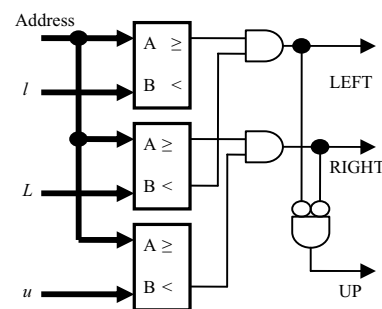 Address
A ≥
l
B <
LEFT
A ≥
RIGHT
L
B <
A ≥
u
B <
UP